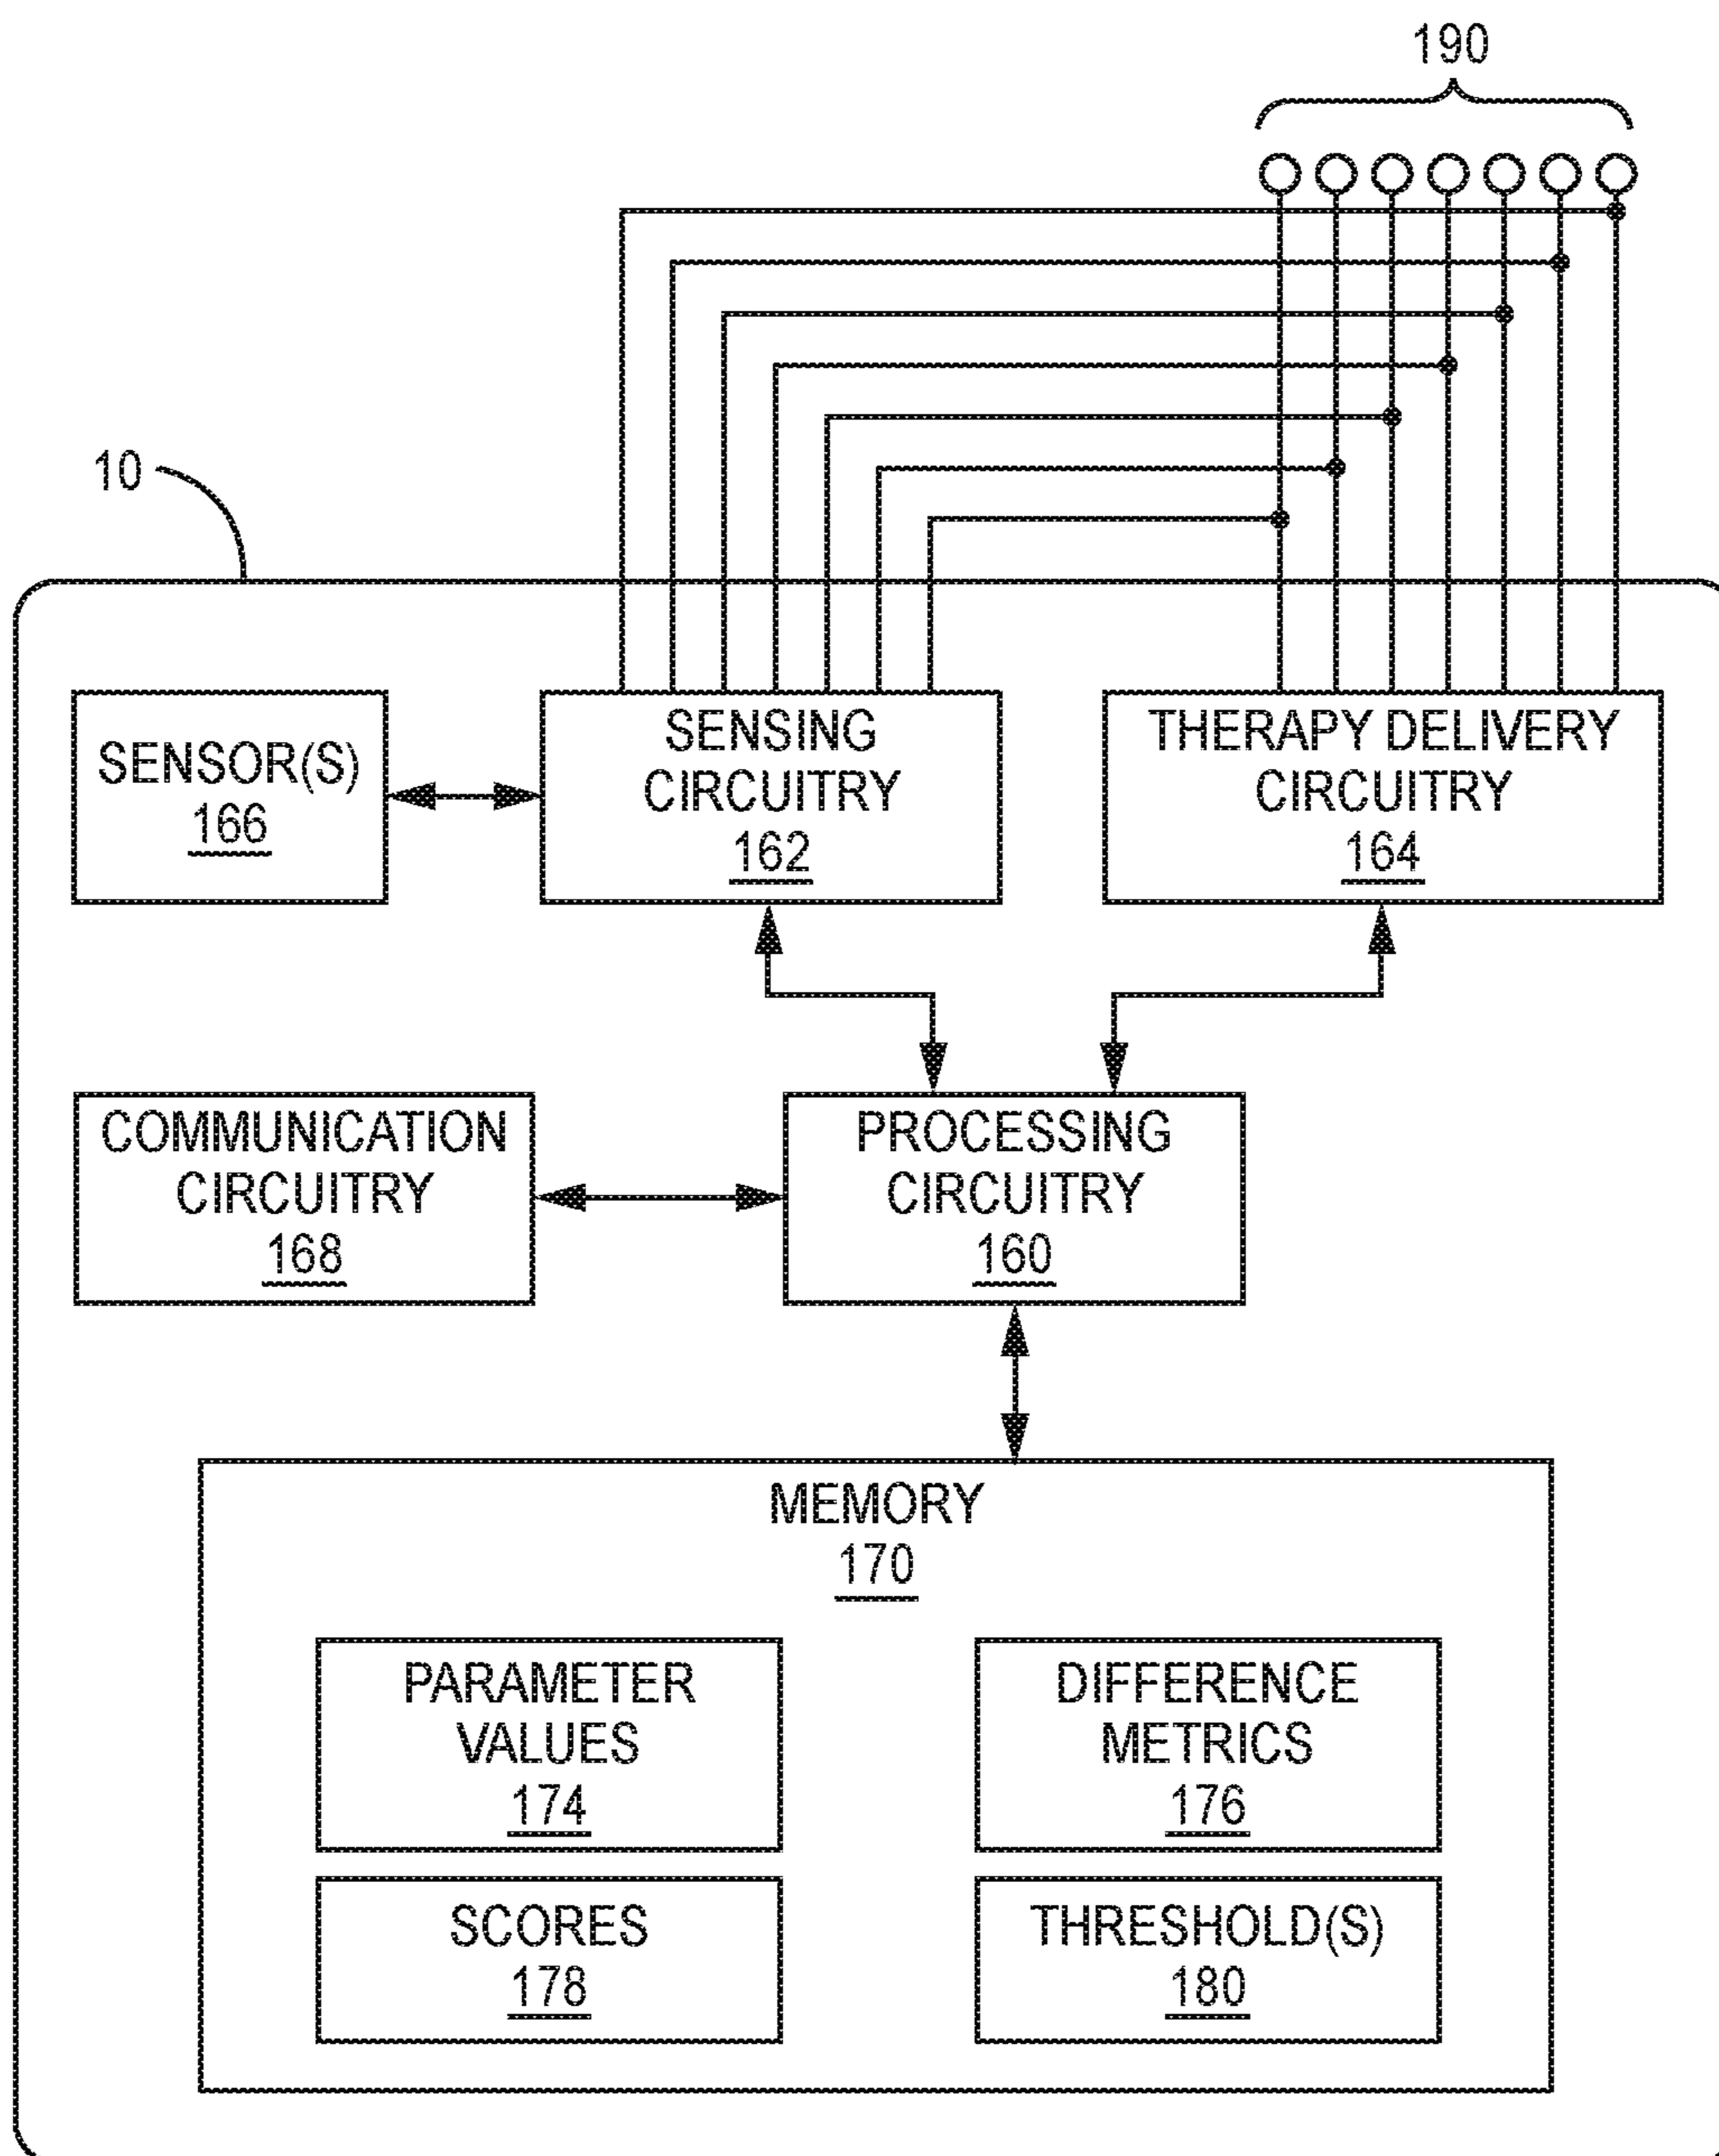 190
10
SENSOR(S)
166
SENSING
CIRCUITRY
162
THERAPY DELIVERY
CIRCUITRY
164
COMMUNICATION
CIRCUITRY
168
PROCESSING
CIRCUITRY
160
MEMORY
170
PARAMETER
VALUES
174
DIFFERENCE
METRICS
176
SCORES
178
THRESHOLD(S)
180